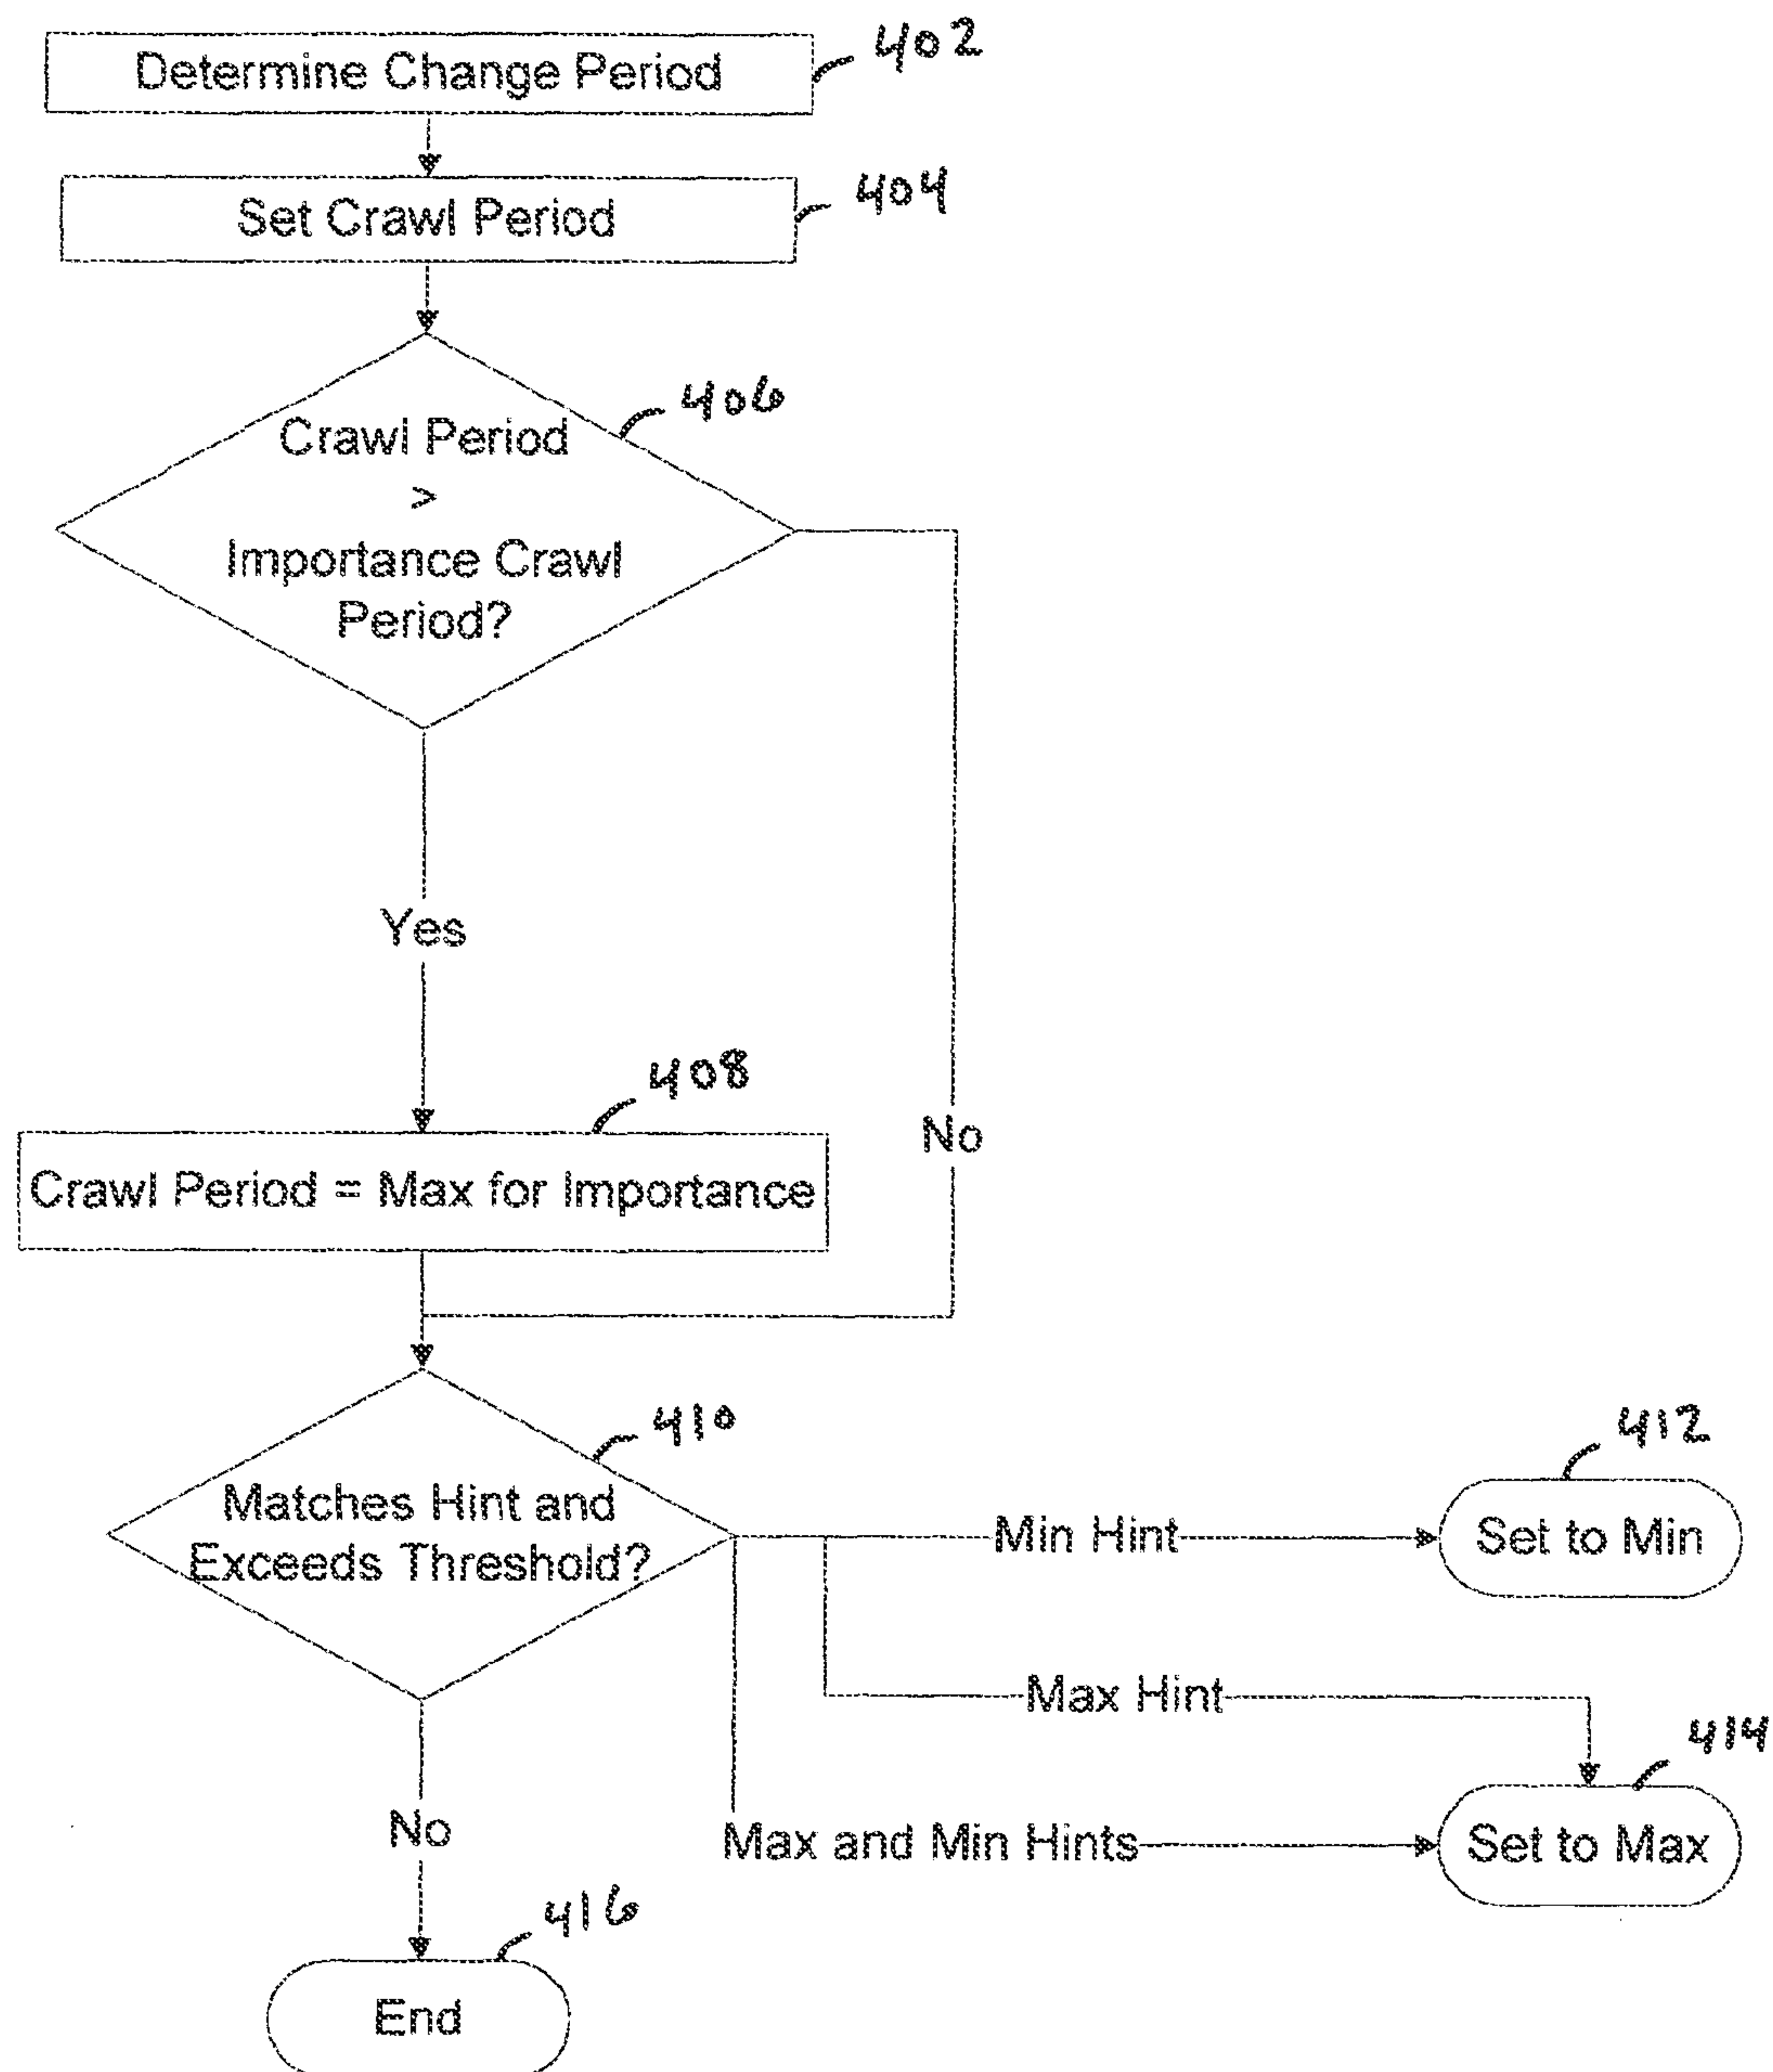 Determine Change Period
402
Set Crawl Period
404
406
Crawl Period
>
Importance Crawl
Period?
Yes
408
No
Crawl Period = Max for Importance
410
412
Matches Hint and
Exceeds Threshold?
Min Hint
Set to Min
Max Hint
414
No
Max and Min Hints
Set to Max
416
End